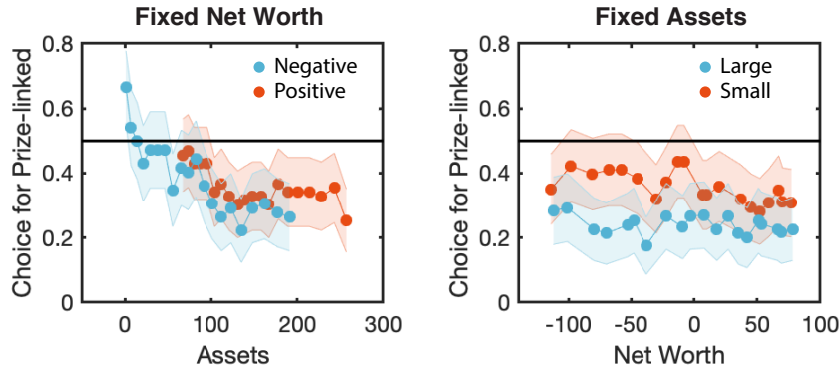 Fixed Net Worth
Choice for Prize-linked
0.8
0.6
0.4
0.2
0
Negative
Positive
0
100
200
300
Assets
Fixed Assets
Choice for Prize-linked
0.8
0.6
0.4
0.2
0
Large
Small
-100
-50
0
50
100
Net Worth